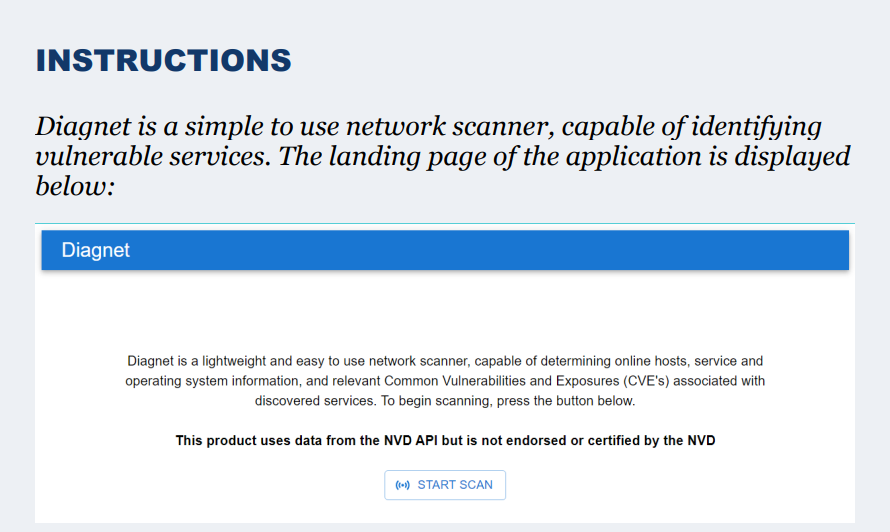 INSTRUCTIONS
Diagnet is a simple to use network scanner, capable of identifying
vulnerable services. The landing page of the application is displayed
below:
Diagnet
Diagnet is a lightweight and easy to use network scanner, capable of determining online hosts, service and
operating system information, and relevant Common Vulnerabilities and Exposures (CVE's) associated with
discovered services. To begin scanning, press the button below.
This product uses data from the NVD API but is not endorsed or certified by the NVD
START SCAN